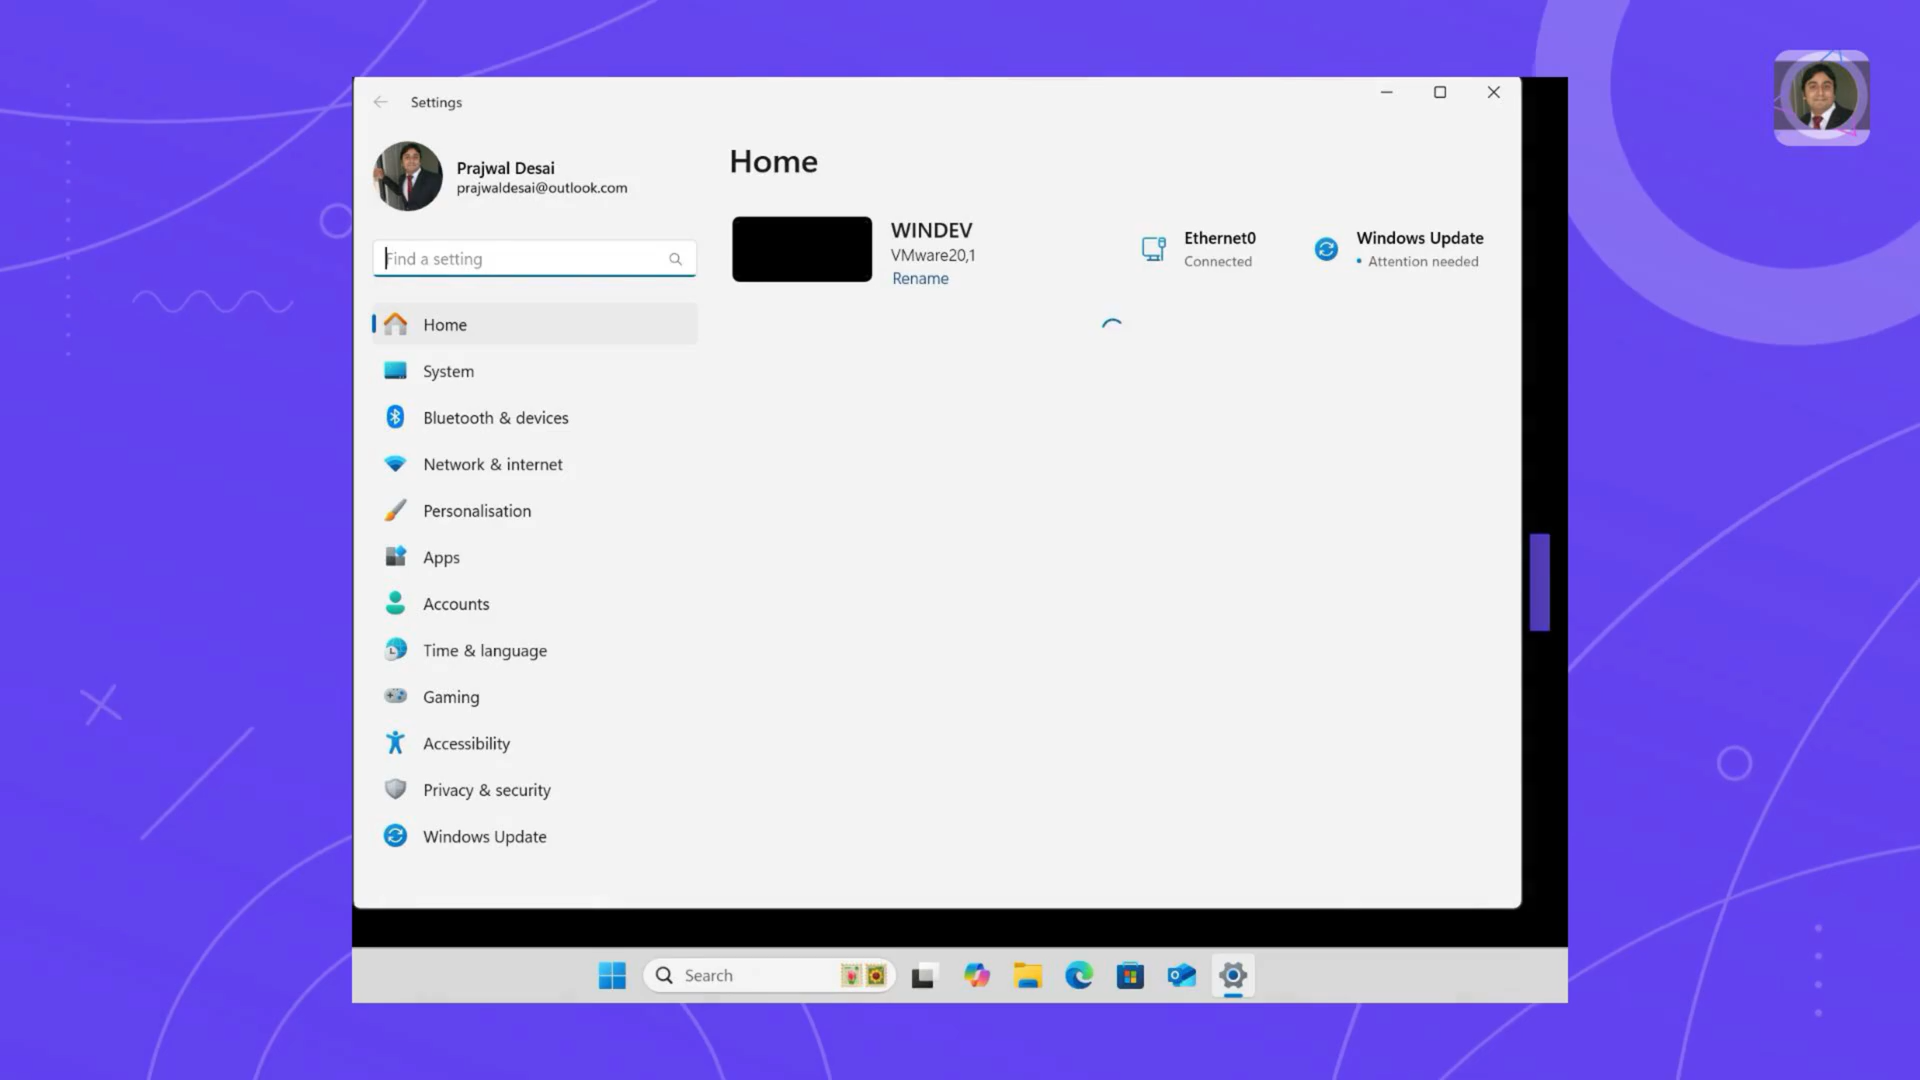 Settings
Prajwal Desai
prajwaldesai@outlook.com
Find a setting
Home
System
Bluetooth & devices
Network & internet
Personalisation
Apps
Accounts
Time & language
Gaming
Accessibility
Privacy & security
Windows Update
Home
WINDEV
VMware20,1
Rename
Ethernet0
Connected
Windows Update
Attention needed
Search